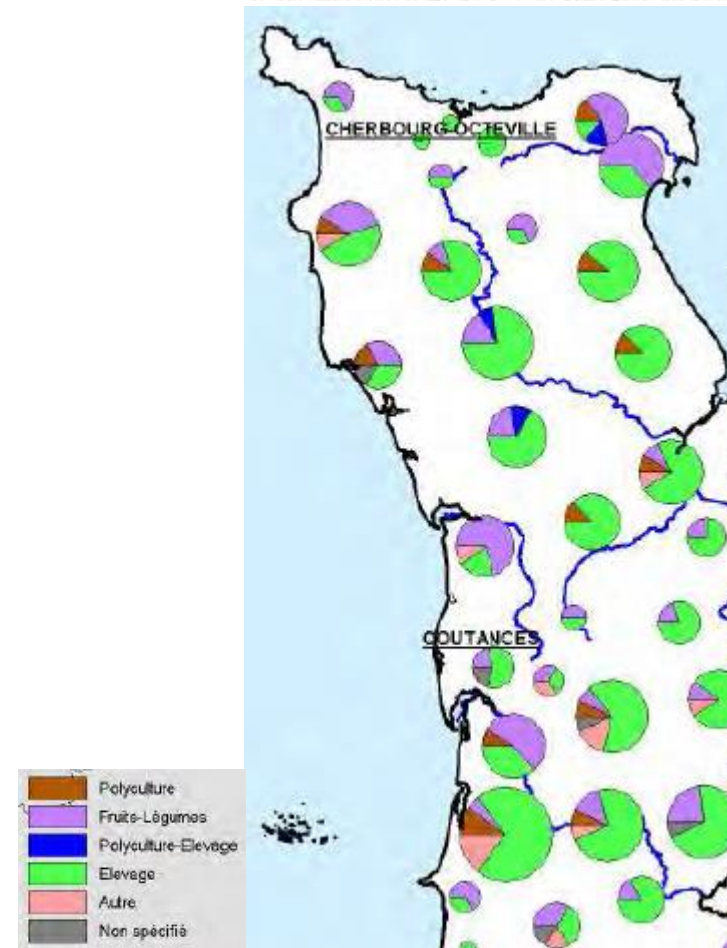 CHERBOURG-OCTEVILLE
COUTANCES
Polyculture
Fruits-Légumes
Polyculture-Elevage
Elevage
Autre
Non spécifié